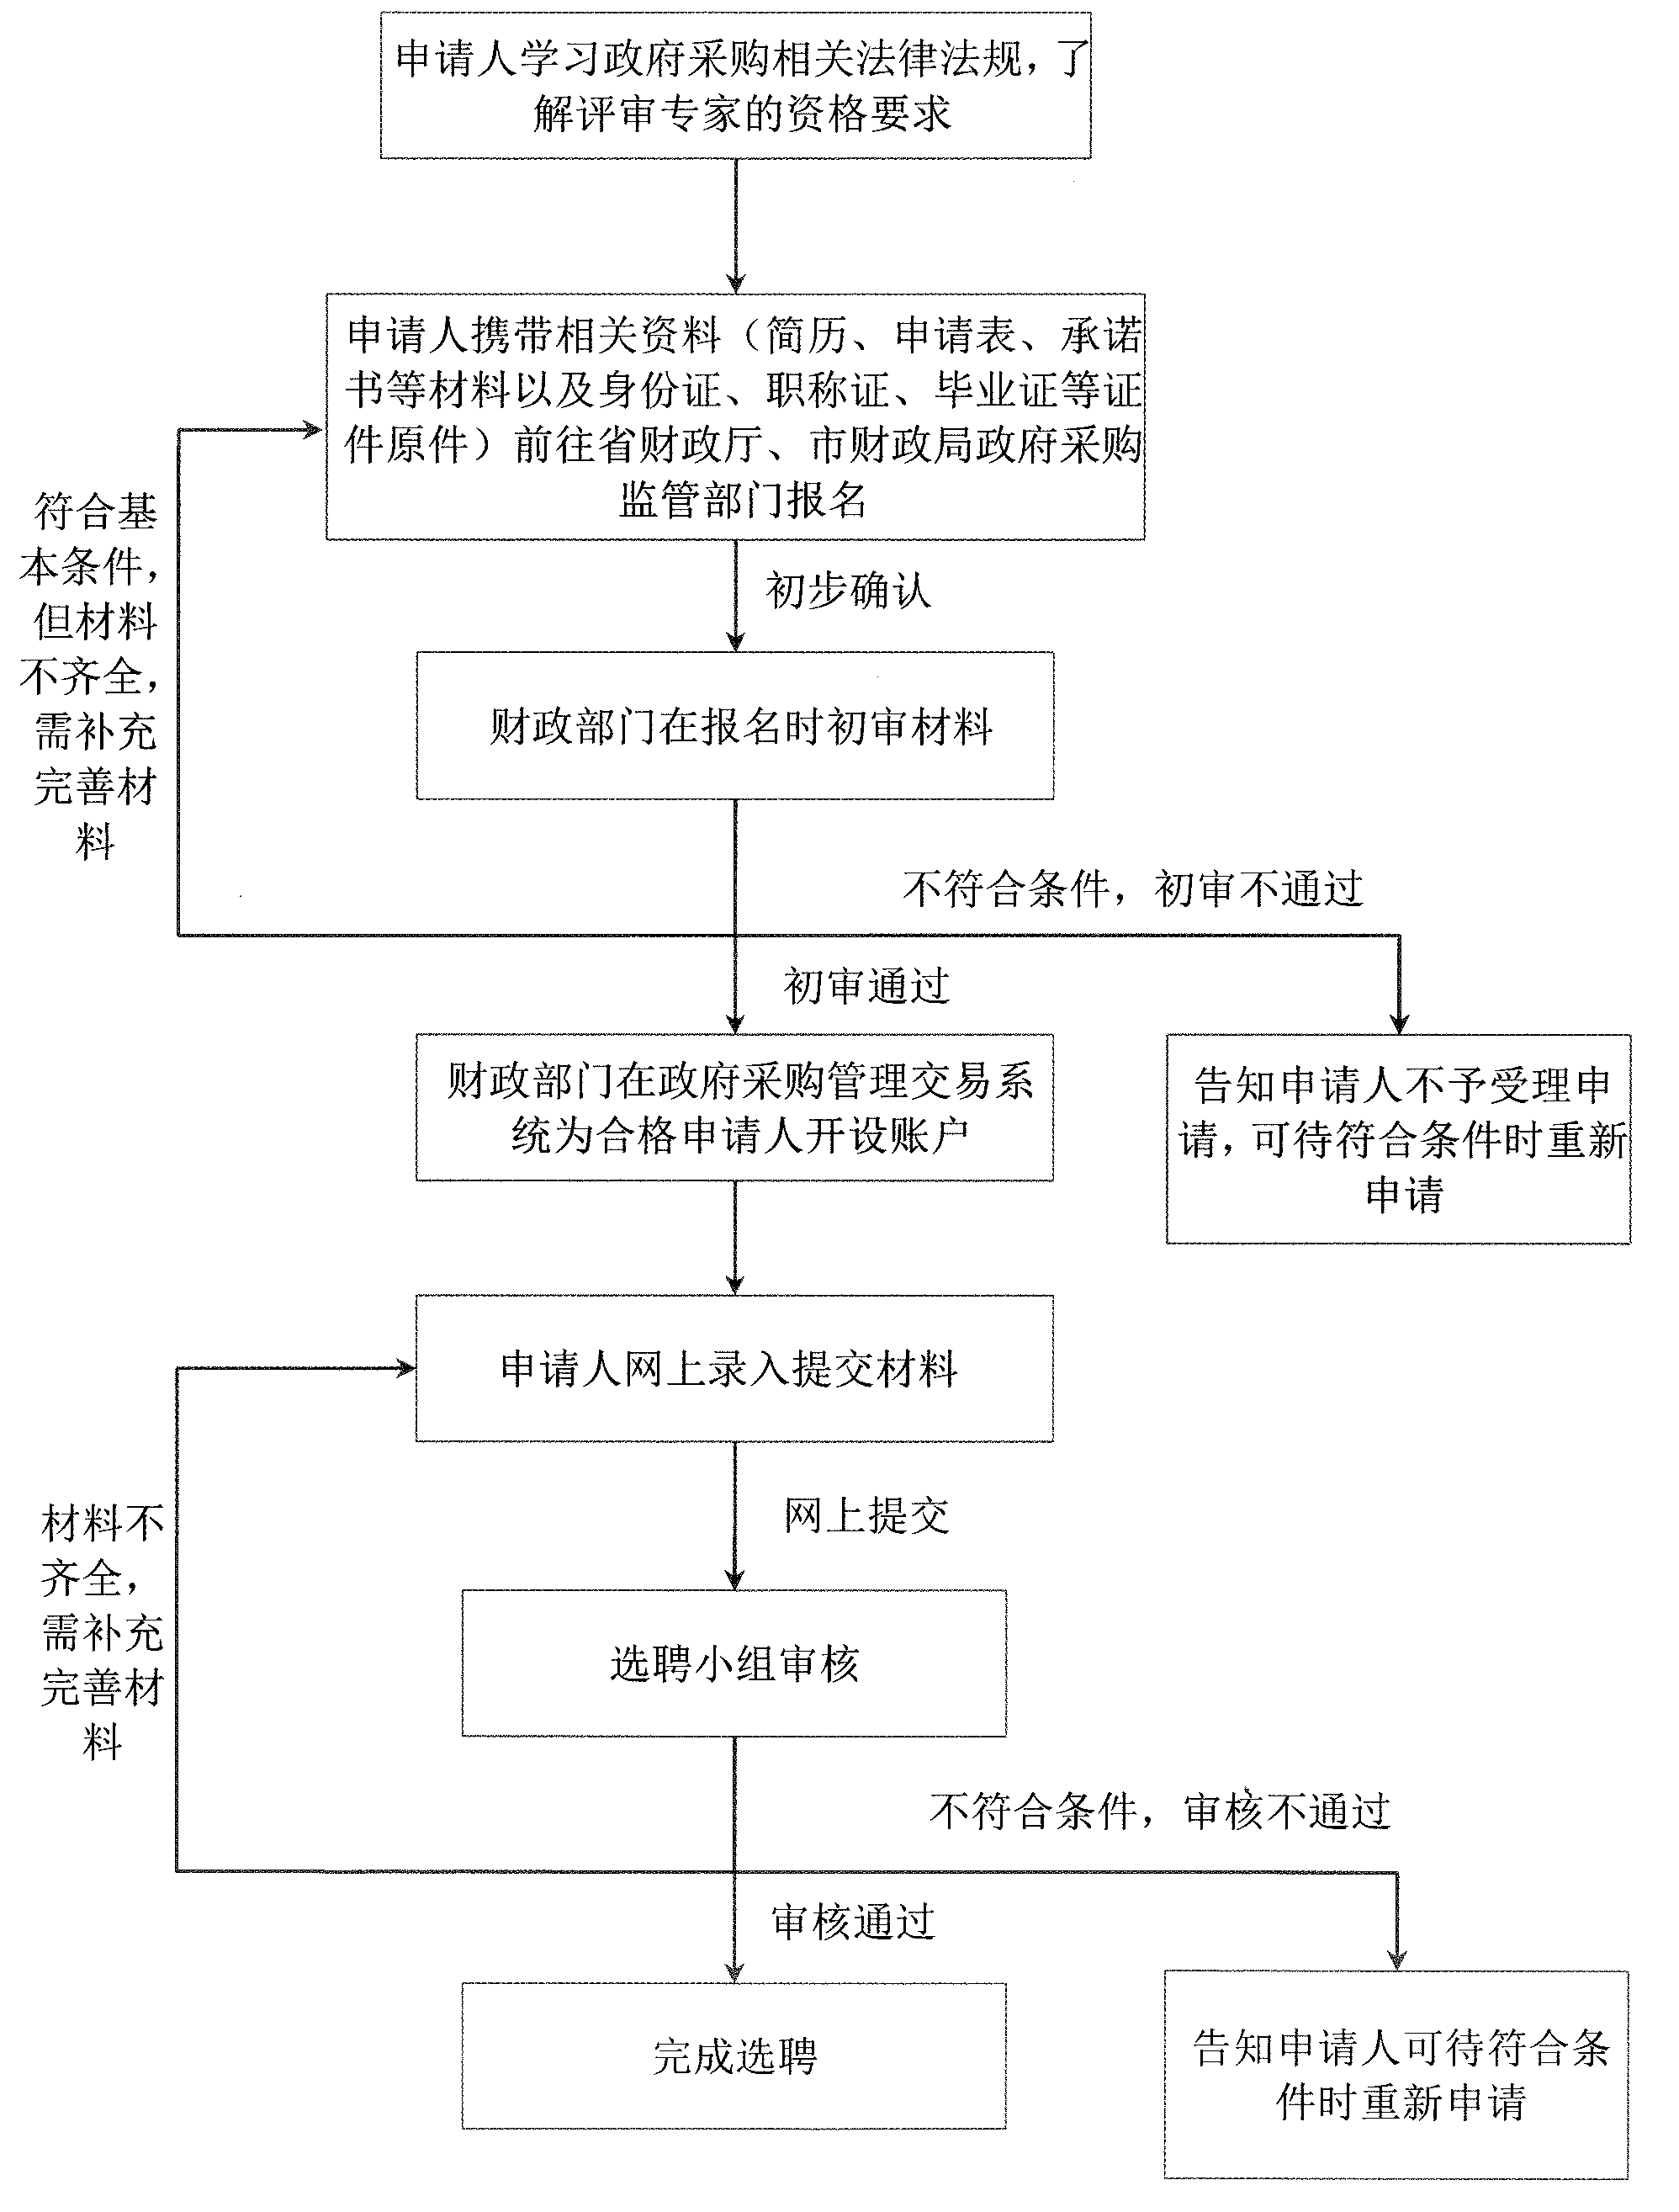 申请人学习政府采购相关法律法规，了
解评审专家的资格要求
申请人携带相关资料（简历、申请表、承诺
书等材料以及身份证、职称证、毕业证等证
件原件）前往省财政厅、市财政局政府采购
监管部门报名
符合基
本条件，
但材料
不齐全，
需补充
完善材
料
初步确认
财政部门在报名时初审材料
不符合条件，初审不通过
初审通过
财政部门在政府采购管理交易系
统为合格申请人开设账户
告知申请人不予受理申
请，可待符合条件时重新
申请
申请人网上录入提交材料
材料不
齐全，
需补充
完善材
料
网上提交
选聘小组审核
不符合条件，审核不通过
审核通过
完成选聘
告知申请人可待符合条
件时重新申请